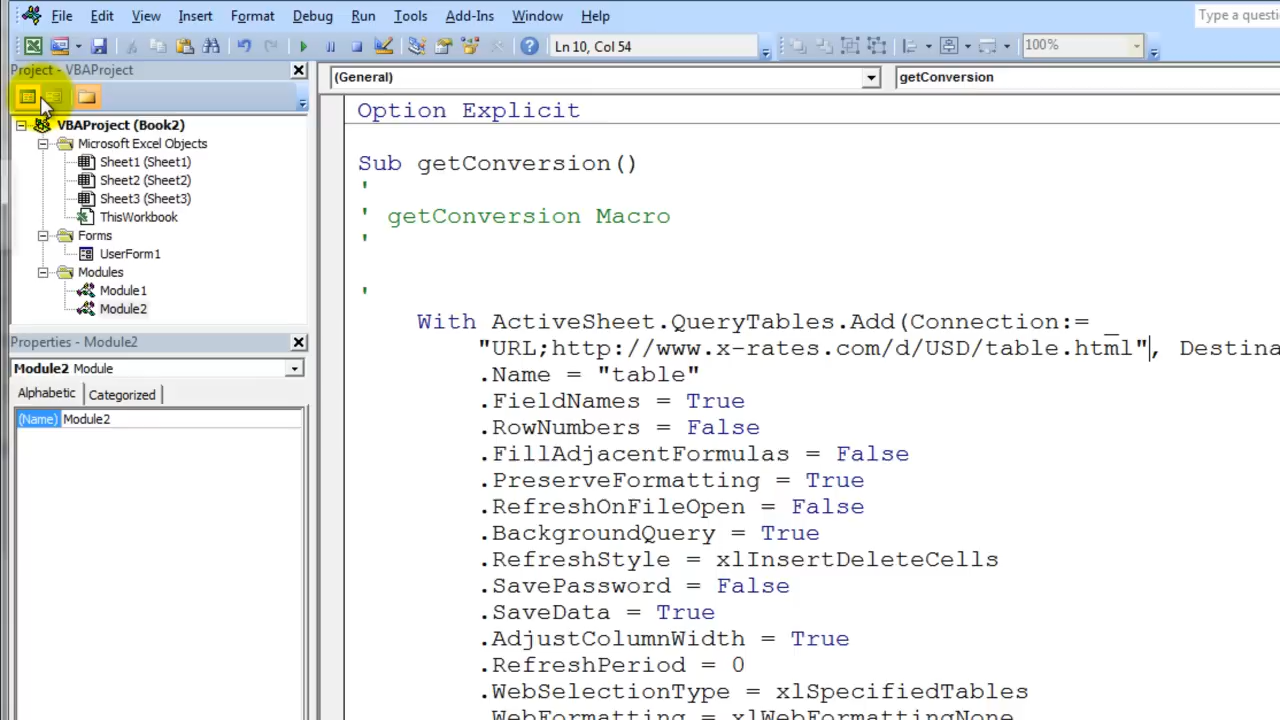 File Edit View Insert Format Debug Run Tools Add-Ins Window Help Type a questi
Ln 10, Col 54 100%
Project - VBAProject
(General) getConversion
VBAProject (Book2)
Microsoft Excel Objects
Sheet1 (Sheet1)
Sheet2 (Sheet2)
Sheet3 (Sheet3)
ThisWorkbook
Forms
UserForm1
Modules
Module1
Module2
Properties - Module2
Module2 Module
Alphabetic Categorized
(Name) Module2
Option Explicit
Sub getConversion()
'
' getConversion Macro
'
'
With ActiveSheet.QueryTables.Add(Connection:= _
"URL;http://www.x-rates.com/d/USD/table.html", Destina
.Name = "table"
.FieldNames = True
.RowNumbers = False
.FillAdjacentFormulas = False
.PreserveFormatting = True
.RefreshOnFileOpen = False
.BackgroundQuery = True
.RefreshStyle = xlInsertDeleteCells
.SavePassword = False
.SaveData = True
.AdjustColumnWidth = True
.RefreshPeriod = 0
.WebSelectionType = xlSpecifiedTables
.WebFormatting = xlWebFormattingNone